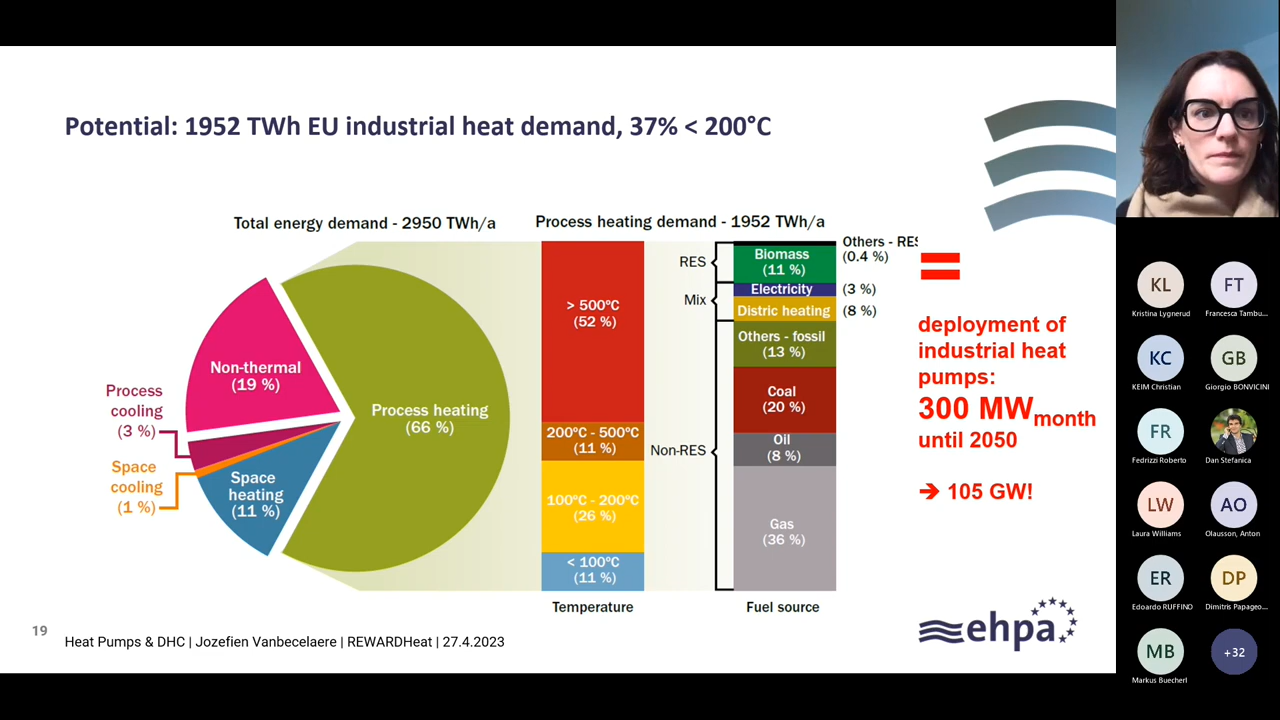 Potential: 1952 TWh EU industrial heat demand, 37% < 200°C
Total energy demand - 2950 TWh/a
Process heating demand - 1952 TWh/a
Non-thermal
(19 %)
Process
cooling
(3 %)
Space
cooling
(1 %)
Space
heating
(11 %)
Process heating
(66 %)
> 500°C
(52 %)
200°C - 500°C
(11 %)
100°C - 200°C
(26 %)
< 100°C
(11 %)
Temperature
RES
Mix
Non-RES
Others - RES
(0.4 %)
Biomass
(11 %)
Electricity
(3 %)
Distric heating
(8 %)
Others - fossil
(13 %)
Coal
(20 %)
Oil
(8 %)
Gas
(36 %)
Fuel source
=
deployment of
industrial heat
pumps:
300 MWmonth
until 2050
➔ 105 GW!
ehpa
19
Heat Pumps & DHC | Jozefien Vanbecelaere | REWARDHeat | 27.4.2023
KL
Kristina Lygnerud
FT
Francesca Tambu...
KC
KEIM Christian
GB
Giorgio BONVICINI
FR
Fedrizzi Roberto
Dan Stefanica
LW
Laura Williams
AO
Olausson, Anton
ER
Edoardo RUFFINO
DP
Dimitris Papageo...
MB
Markus Buecherl
+32